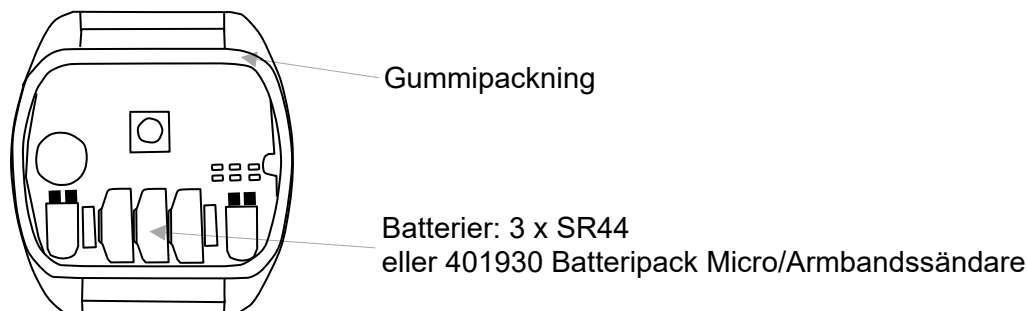 Gummipackning
Batterier: 3 x SR44
eller 401930 Batteripack Micro/Armbandssändare